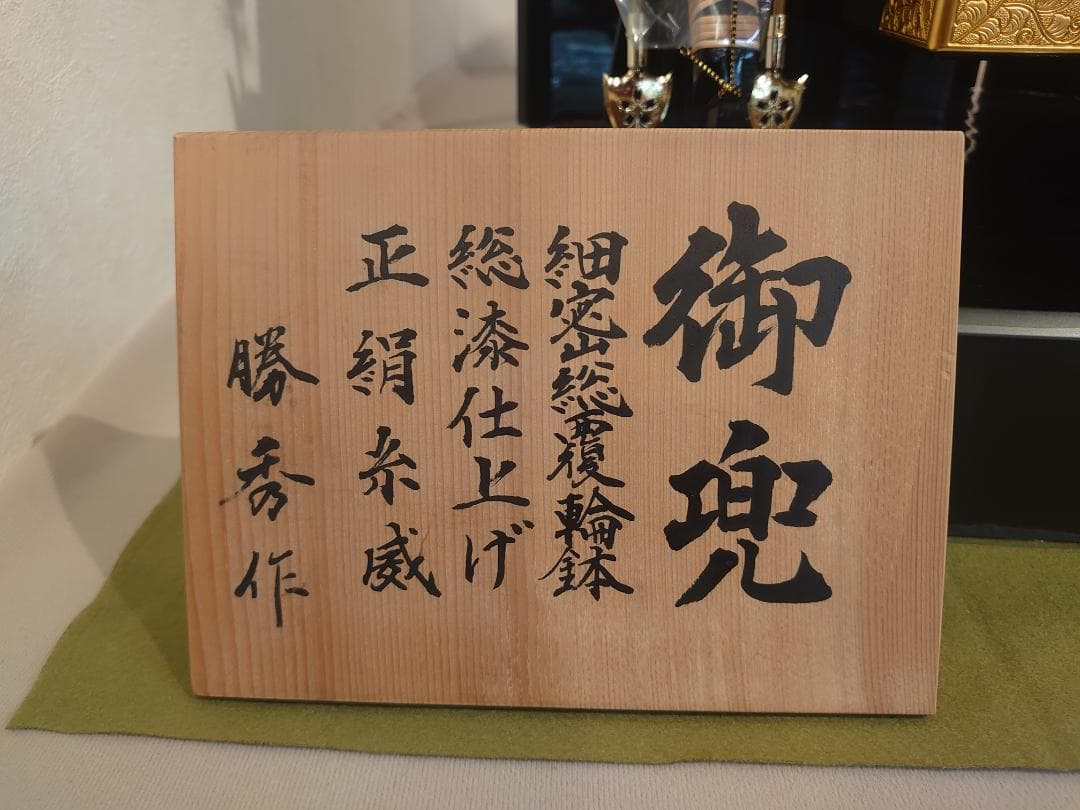 御兜
細密総覆輪鉢
総漆仕上げ
正絹糸威
勝秀作